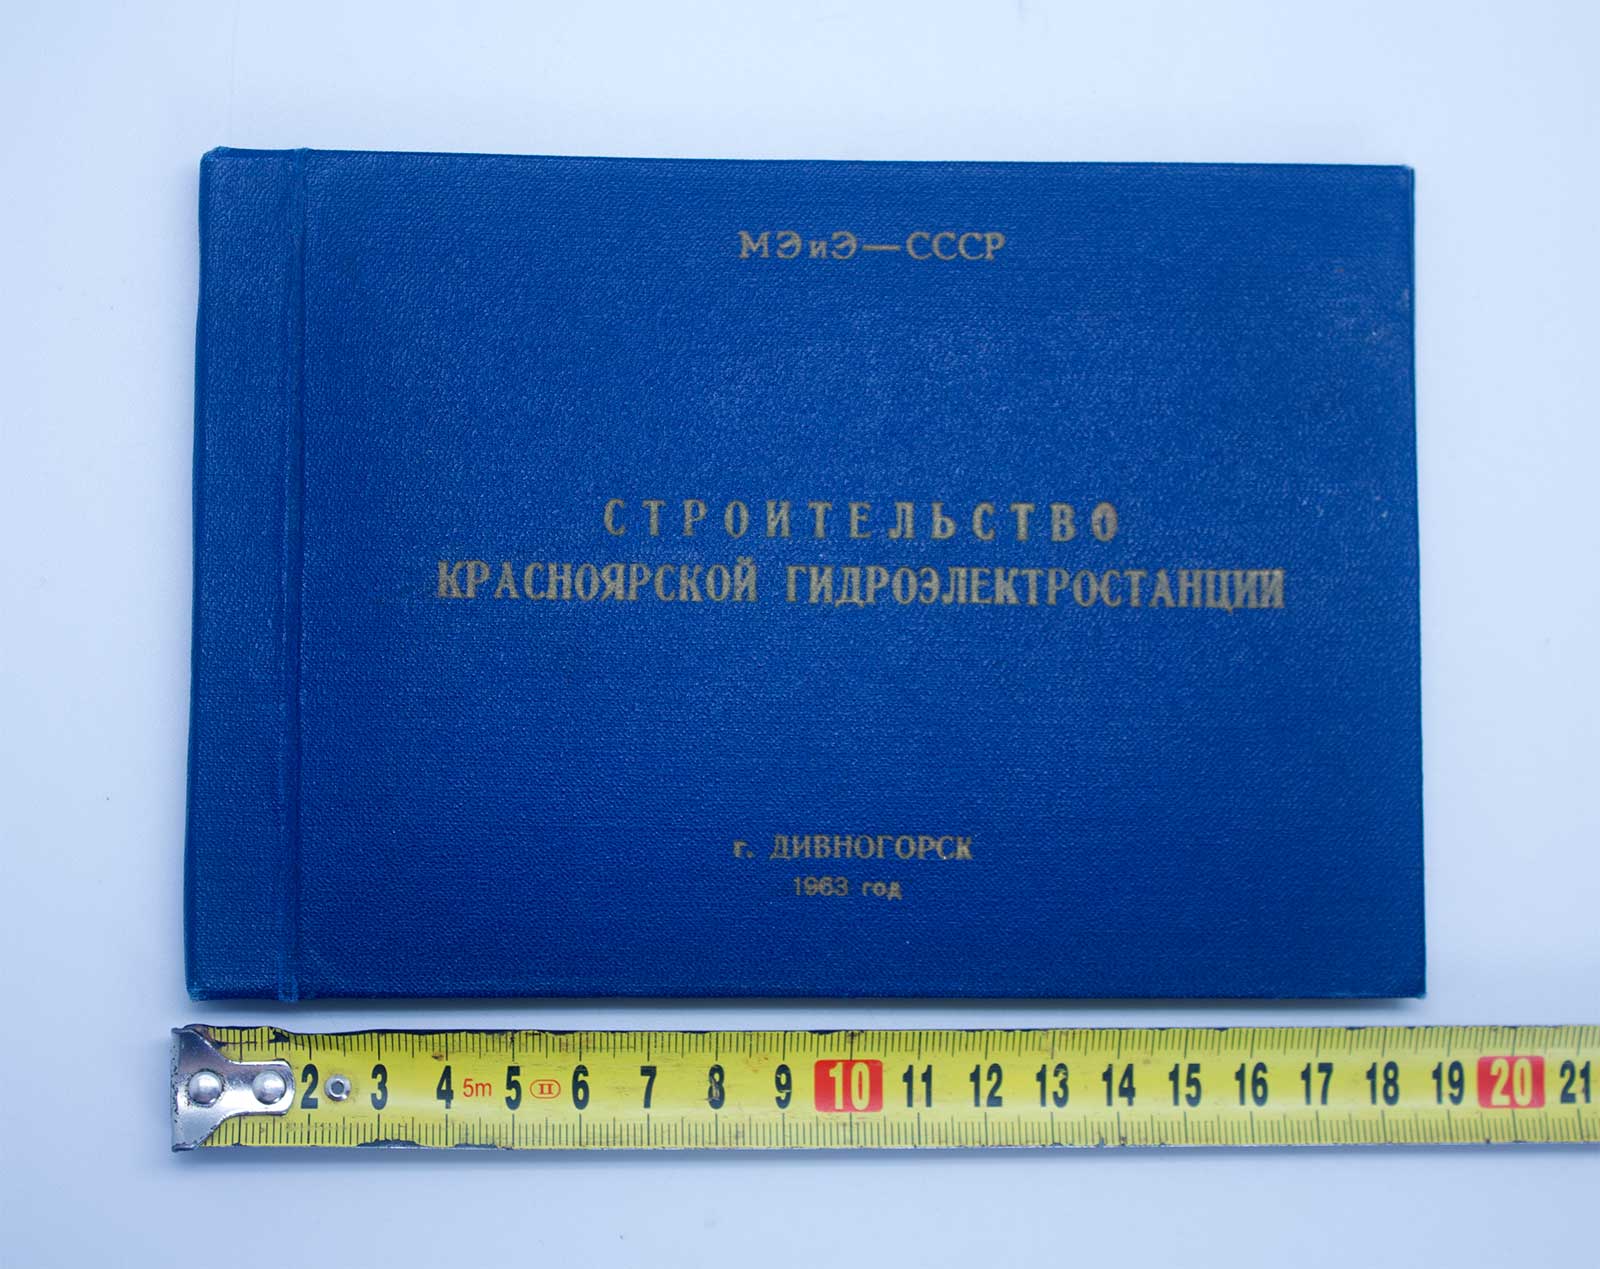 МЭиЭ—СССР
СТРОИТЕЛЬСТВО
КРАСНОЯРСКОЙ ГИДРОЭЛЕКТРОСТАНЦИИ
г. ДИВНОГОРСК
1963 год
2 3 4 5m 5 II 6 7 8 9 10 11 12 13 14 15 16 17 18 19 20 21